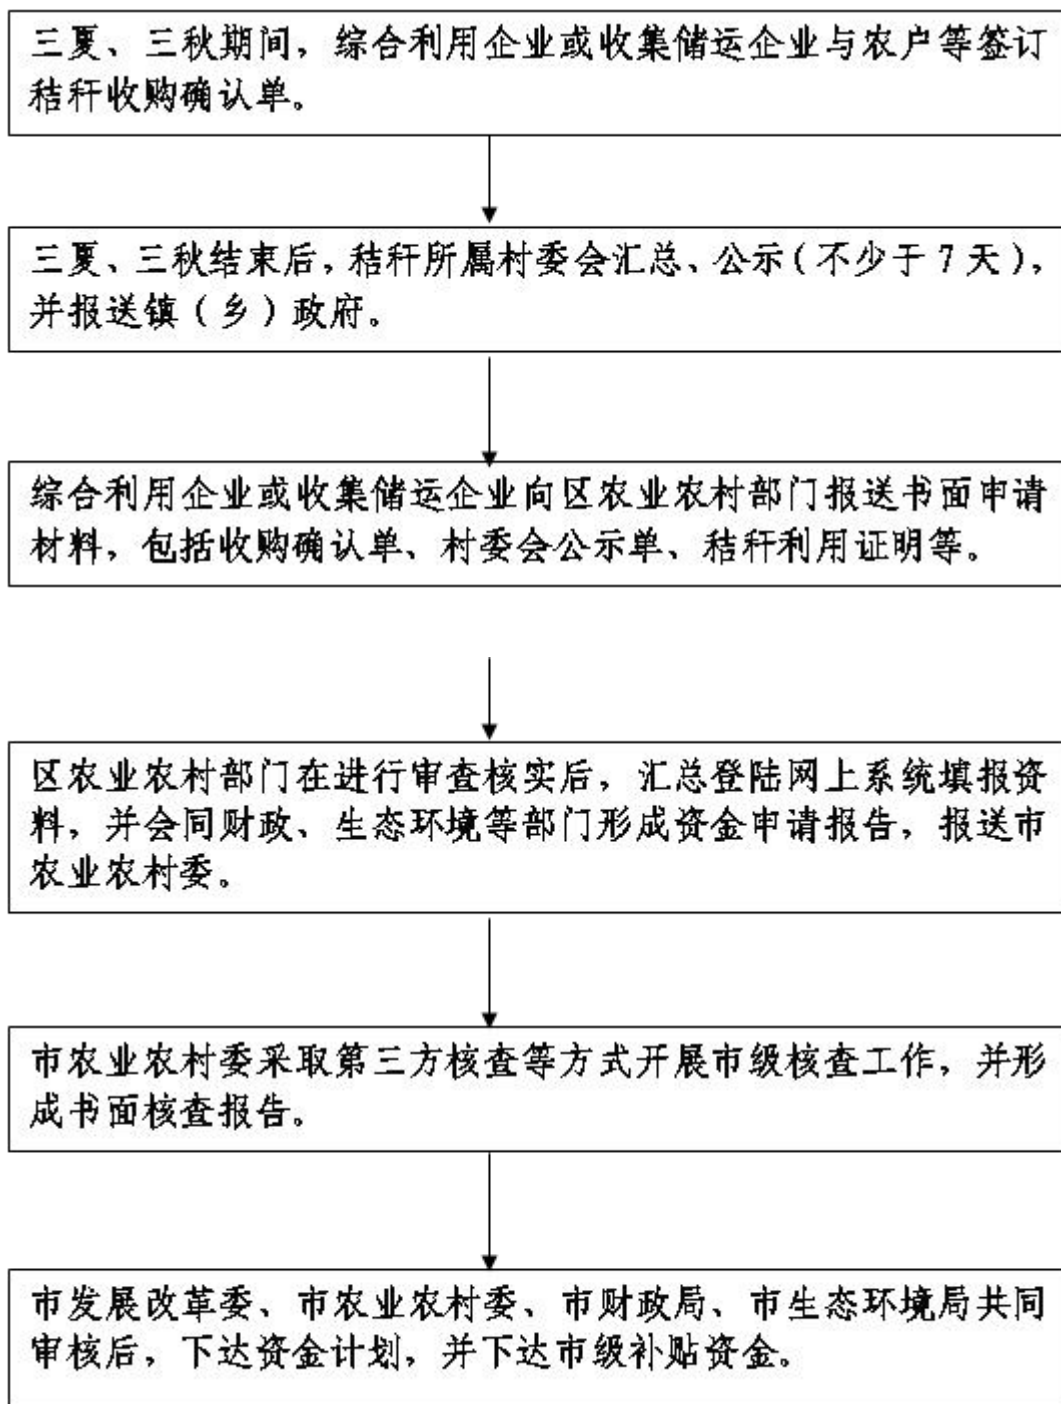 三夏、三秋期间，综合利用企业或收集储运企业与农户等签订
秸秆收购确认单。
三夏、三秋结束后，秸秆所属村委会汇总、公示（不少于7天），
并报送镇（乡）政府。
综合利用企业或收集储运企业向区农业农村部门报送书面申请
材料，包括收购确认单、村委会公示单、秸秆利用证明等。
区农业农村部门在进行审查核实后，汇总登陆网上系统填报资
料，并会同财政、生态环境等部门形成资金申请报告，报送市
农业农村委。
市农业农村委采取第三方核查等方式开展市级核查工作，并形
成书面核查报告。
市发展改革委、市农业农村委、市财政局、市生态环境局共同
审核后，下达资金计划，并下达市级补贴资金。